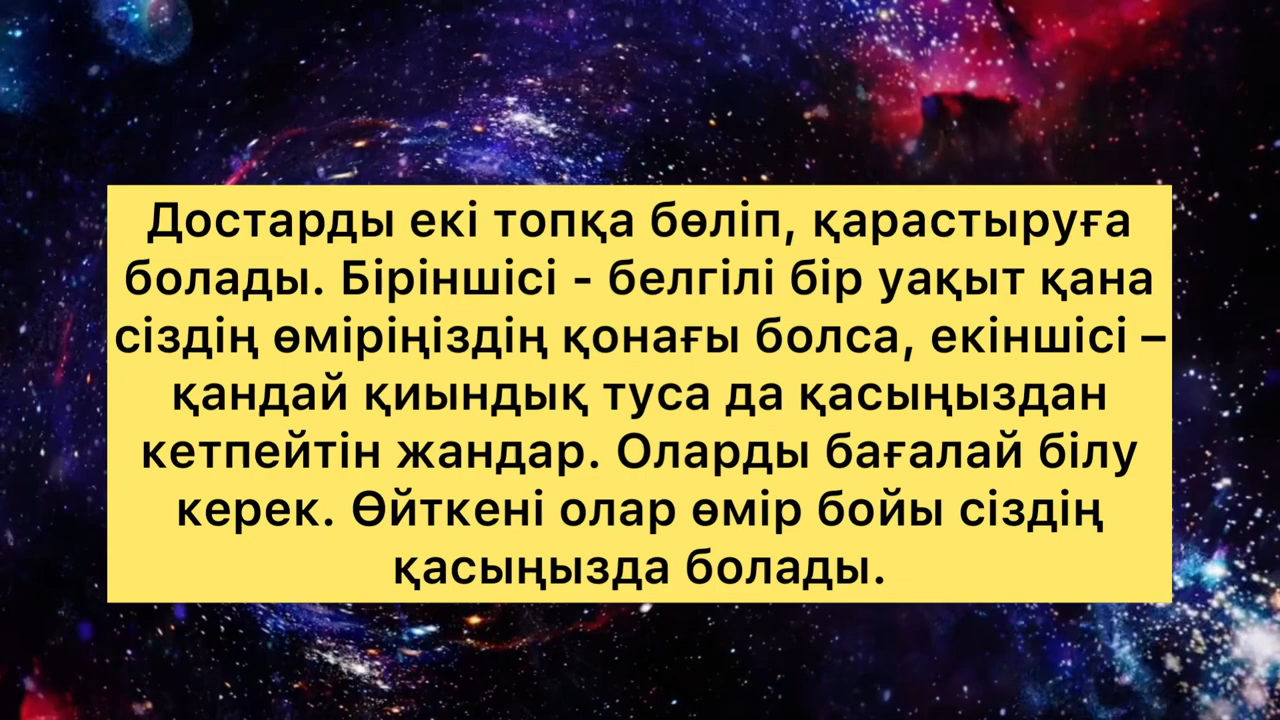 Достарды екі топқа бөліп, қарастыруға
болады. Біріншісі - белгілі бір уақыт қана
сіздің өміріңіздің қонағы болса, екіншісі –
қандай қиындық туса да қасыңыздан
кетпейтін жандар. Оларды бағалай білу
керек. Өйткені олар өмір бойы сіздің
қасыңызда болады.